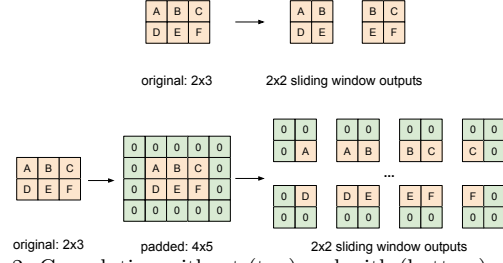 A B C A B B C
D E F D E E F
original: 2x3 2x2 sliding window outputs
0 0 0 0 0 0 0 0 0
0 0 0 0 0 0 A A B B C C 0
A B C 0 A B C 0
D E F 0 D E F 0 ...
0 0 0 0 0 0 D D E E F F 0
0 0 0 0 0 0 0 0
original: 2x3 padded: 4x5 2x2 sliding window outputs